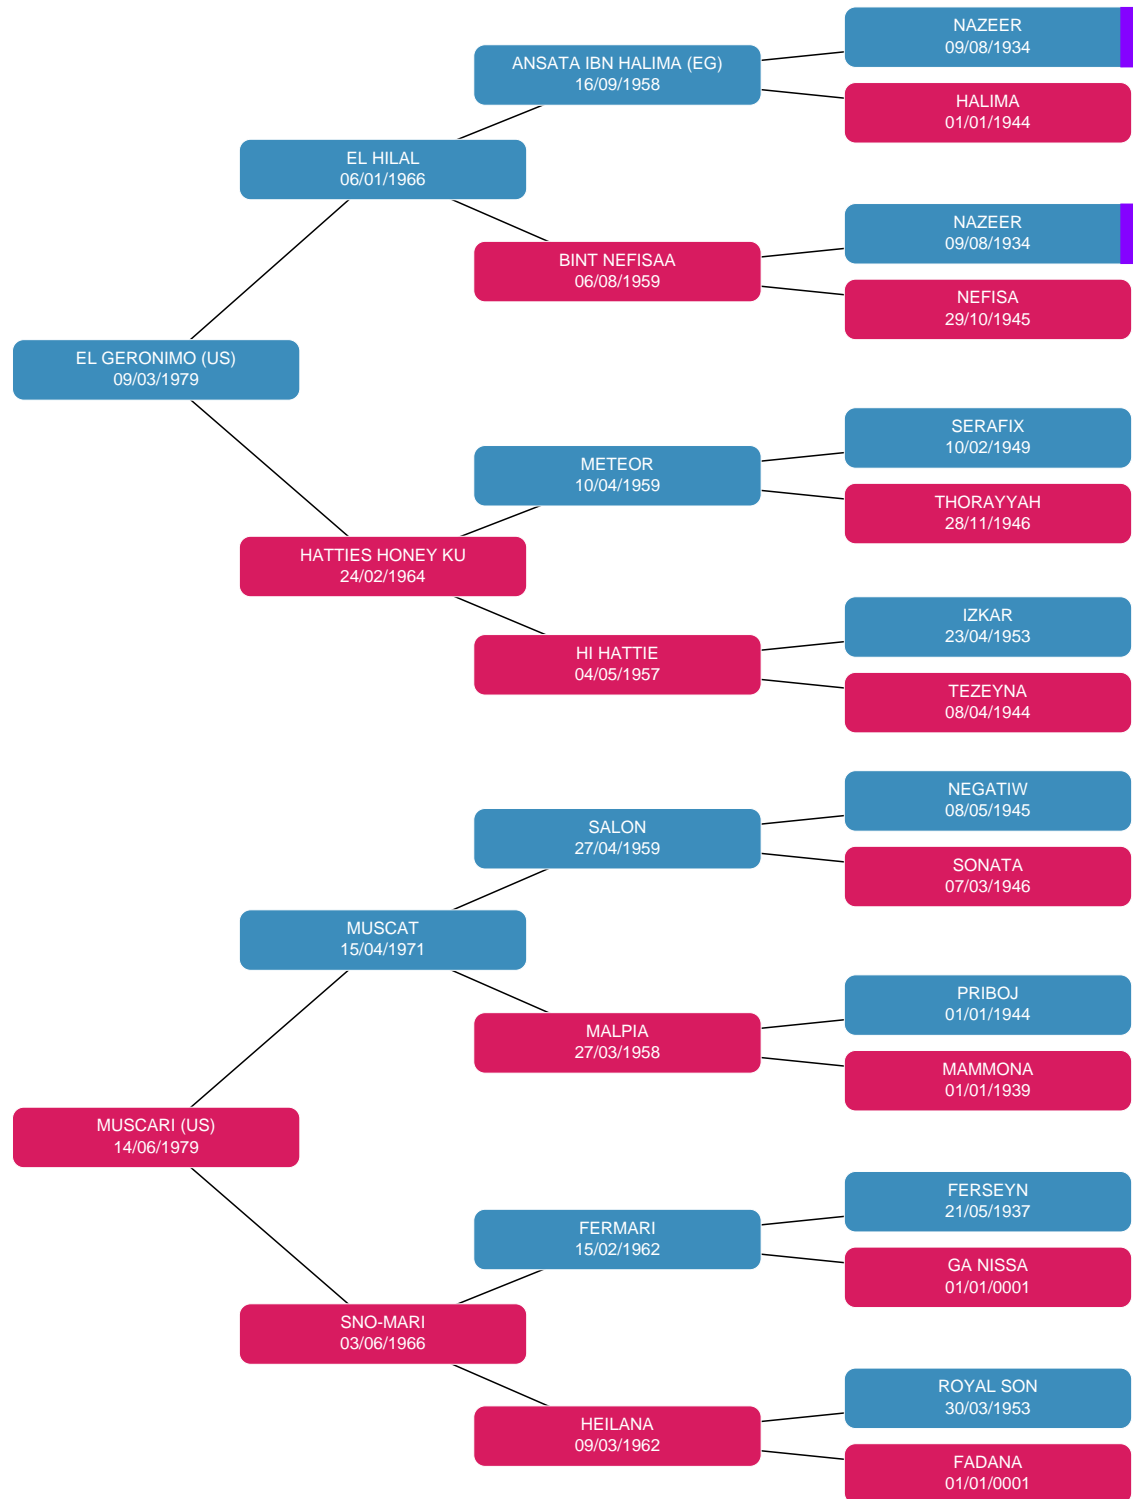 NAZEER
09/08/1934
ANSATA IBN HALIMA (EG)
16/09/1958
HALIMA
01/01/1944
EL HILAL
06/01/1966
NAZEER
09/08/1934
BINT NEFISAA
06/08/1959
NEFISA
29/10/1945
EL GERONIMO (US)
09/03/1979
SERAFIX
10/02/1949
METEOR
10/04/1959
THORAYYAH
28/11/1946
HATTIES HONEY KU
24/02/1964
IZKAR
23/04/1953
HI HATTIE
04/05/1957
TEZEYNA
08/04/1944
NEGATIW
08/05/1945
SALON
27/04/1959
SONATA
07/03/1946
MUSCAT
15/04/1971
PRIBOJ
01/01/1944
MALPIA
27/03/1958
MAMMONA
01/01/1939
MUSCARI (US)
14/06/1979
FERSEYN
21/05/1937
FERMARI
15/02/1962
GA NISSA
01/01/0001
SNO-MARI
03/06/1966
ROYAL SON
30/03/1953
HEILANA
09/03/1962
FADANA
01/01/0001